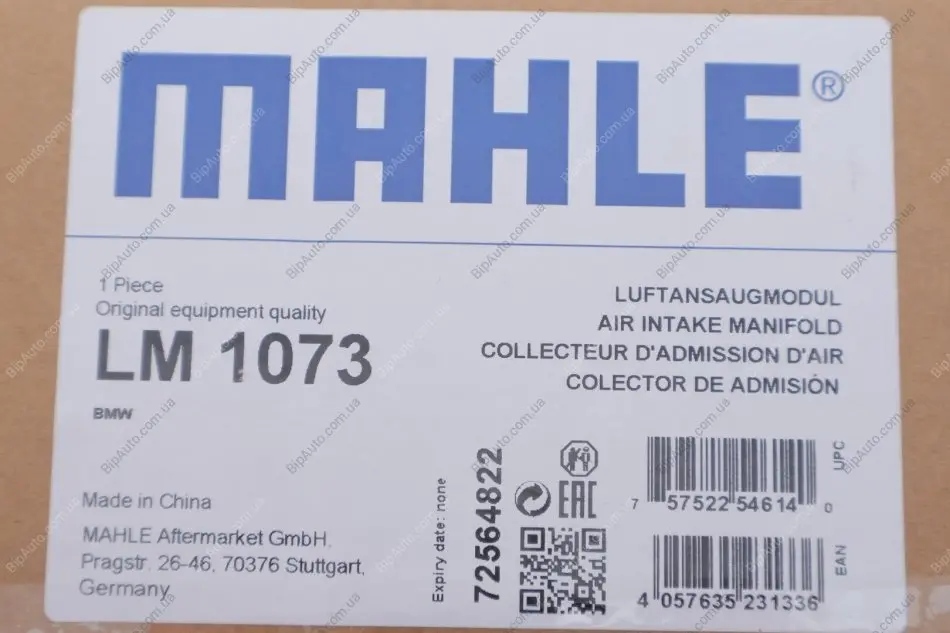 MAHLE®
1 Piece
Original equipment quality
LM 1073
BMW
LUFTANSAUGMODUL
AIR INTAKE MANIFOLD
COLLECTEUR D'ADMISSION D'AIR
COLECTOR DE ADMISIÓN
Made in China
MAHLE Aftermarket GmbH,
Pragstr. 26-46, 70376 Stuttgart,
Germany
Expiry date: none
72564822
EAC
UPC
7 57522 54614 0
EAN
4 057635 231336
BipAuto.com.ua